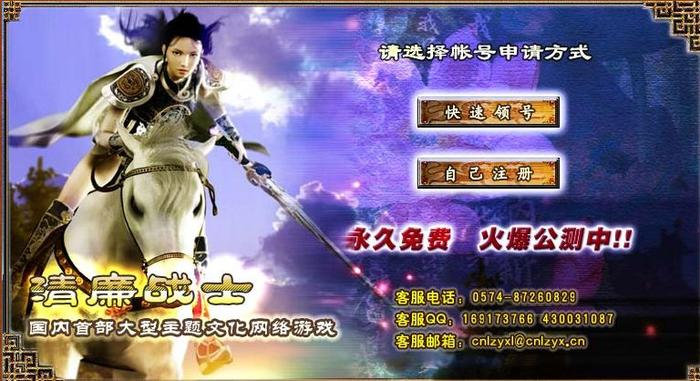 请选择帐号申请方式
快速领号
自己注册
永久免费 火爆公测中!!
清廉战士
国内首部大型主题文化网络游戏
客服电话：0574-87260829
客服QQ：169173766 430031087
客服邮箱：cnlzyxl@cnlzyx.cn